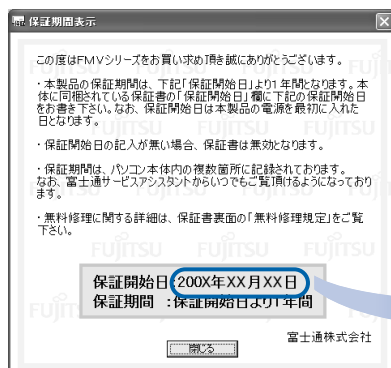 保証期間表示
この度はFMVシリーズをお買い求め頂き誠にありがとうございます。
・本製品の保証期間は、下記「保証開始日」より1年間となります。本
体に同梱されている保証書の「保証開始日」欄に下記の保証開始日
をお書き下さい。なお、保証開始日は本製品の電源を最初に入れた
日となります。
・保証開始日の記入が無い場合、保証書は無効となります。
・保証期間は、パソコン本体内の複数箇所に記録されております。
なお、富士通サービスアシスタントからいつでもご覧頂けるようになっており
ます。
・無料修理に関する詳細は、保証書裏面の「無料修理規定」をご覧
下さい。
保証開始日:200X年XX月XX日
保証期間 :保証開始日より1年間
富士通株式会社
閉じる